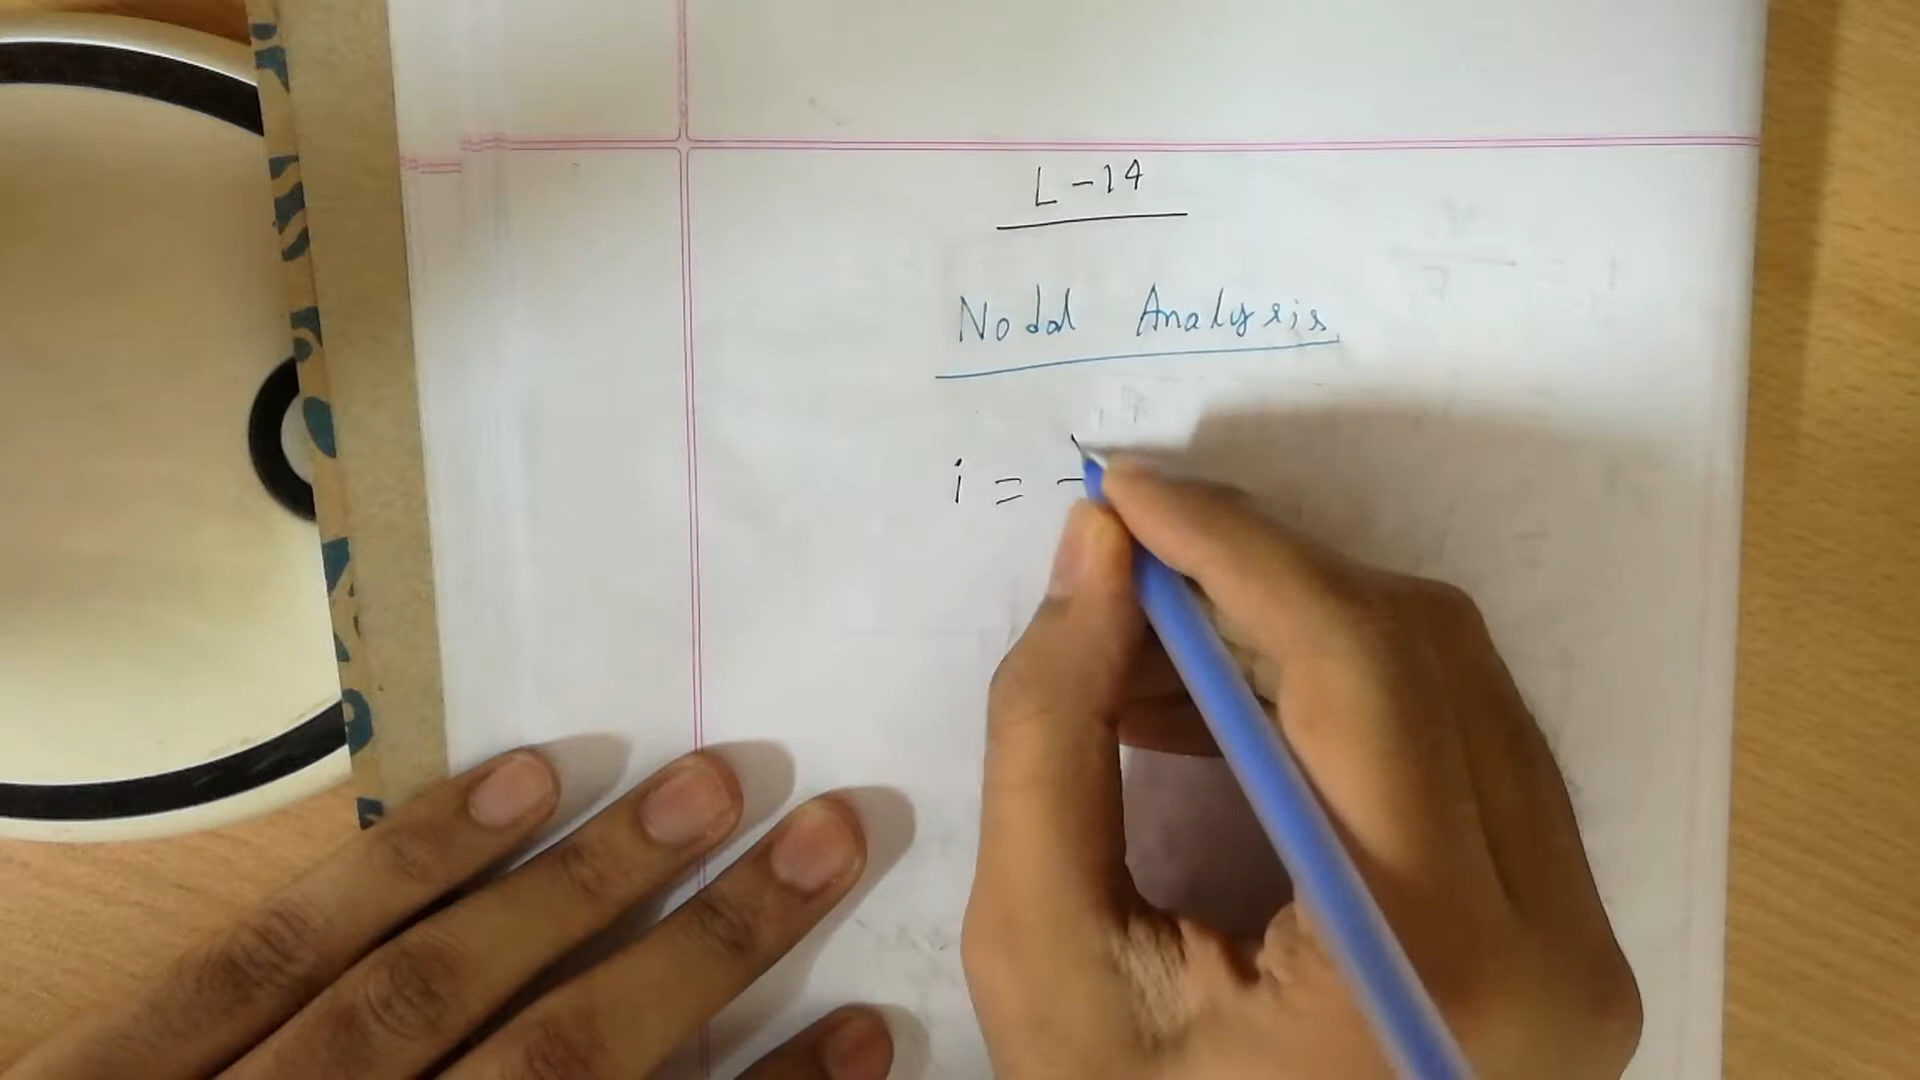 L-14
Nodal Analysis
i =